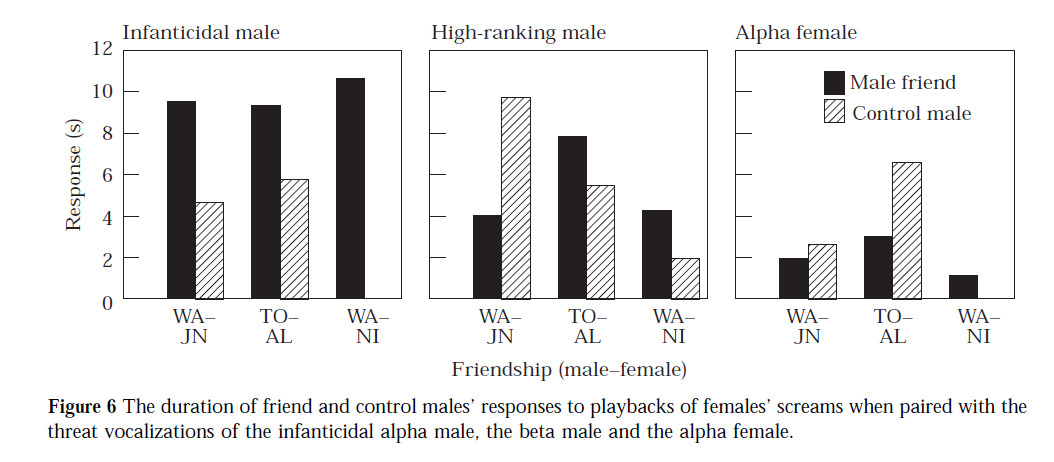 Infanticidal male
High-ranking male
Alpha female
12
10
8
6
4
2
0
Response (s)
Male friend
Control male
WA–
JN
TO–
AL
WA–
NI
WA–
JN
TO–
AL
WA–
NI
WA–
JN
TO–
AL
WA–
NI
Friendship (male–female)
Figure 6 The duration of friend and control males' responses to playbacks of females' screams when paired with the
threat vocalizations of the infanticidal alpha male, the beta male and the alpha female.